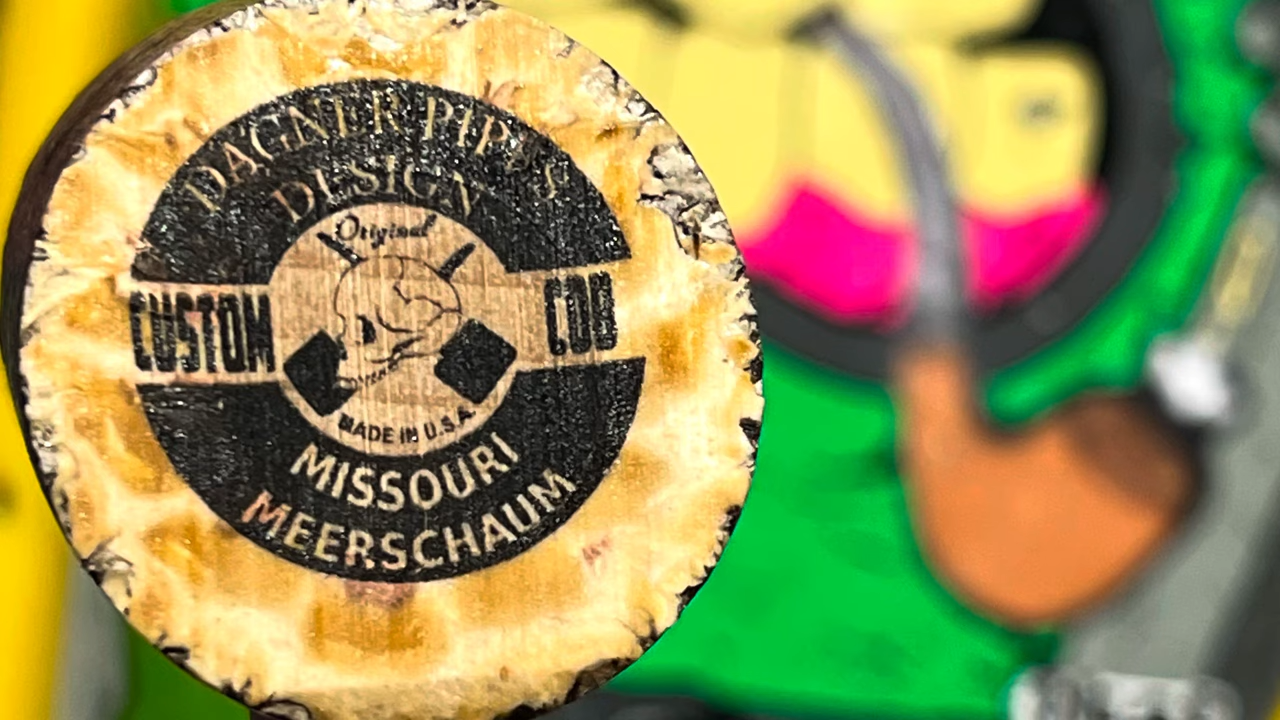 DAGNER PIPES
DESIGN
Original
CUSTOM COB
MADE IN U.S.A
MISSOURI
MEERSCHAUM